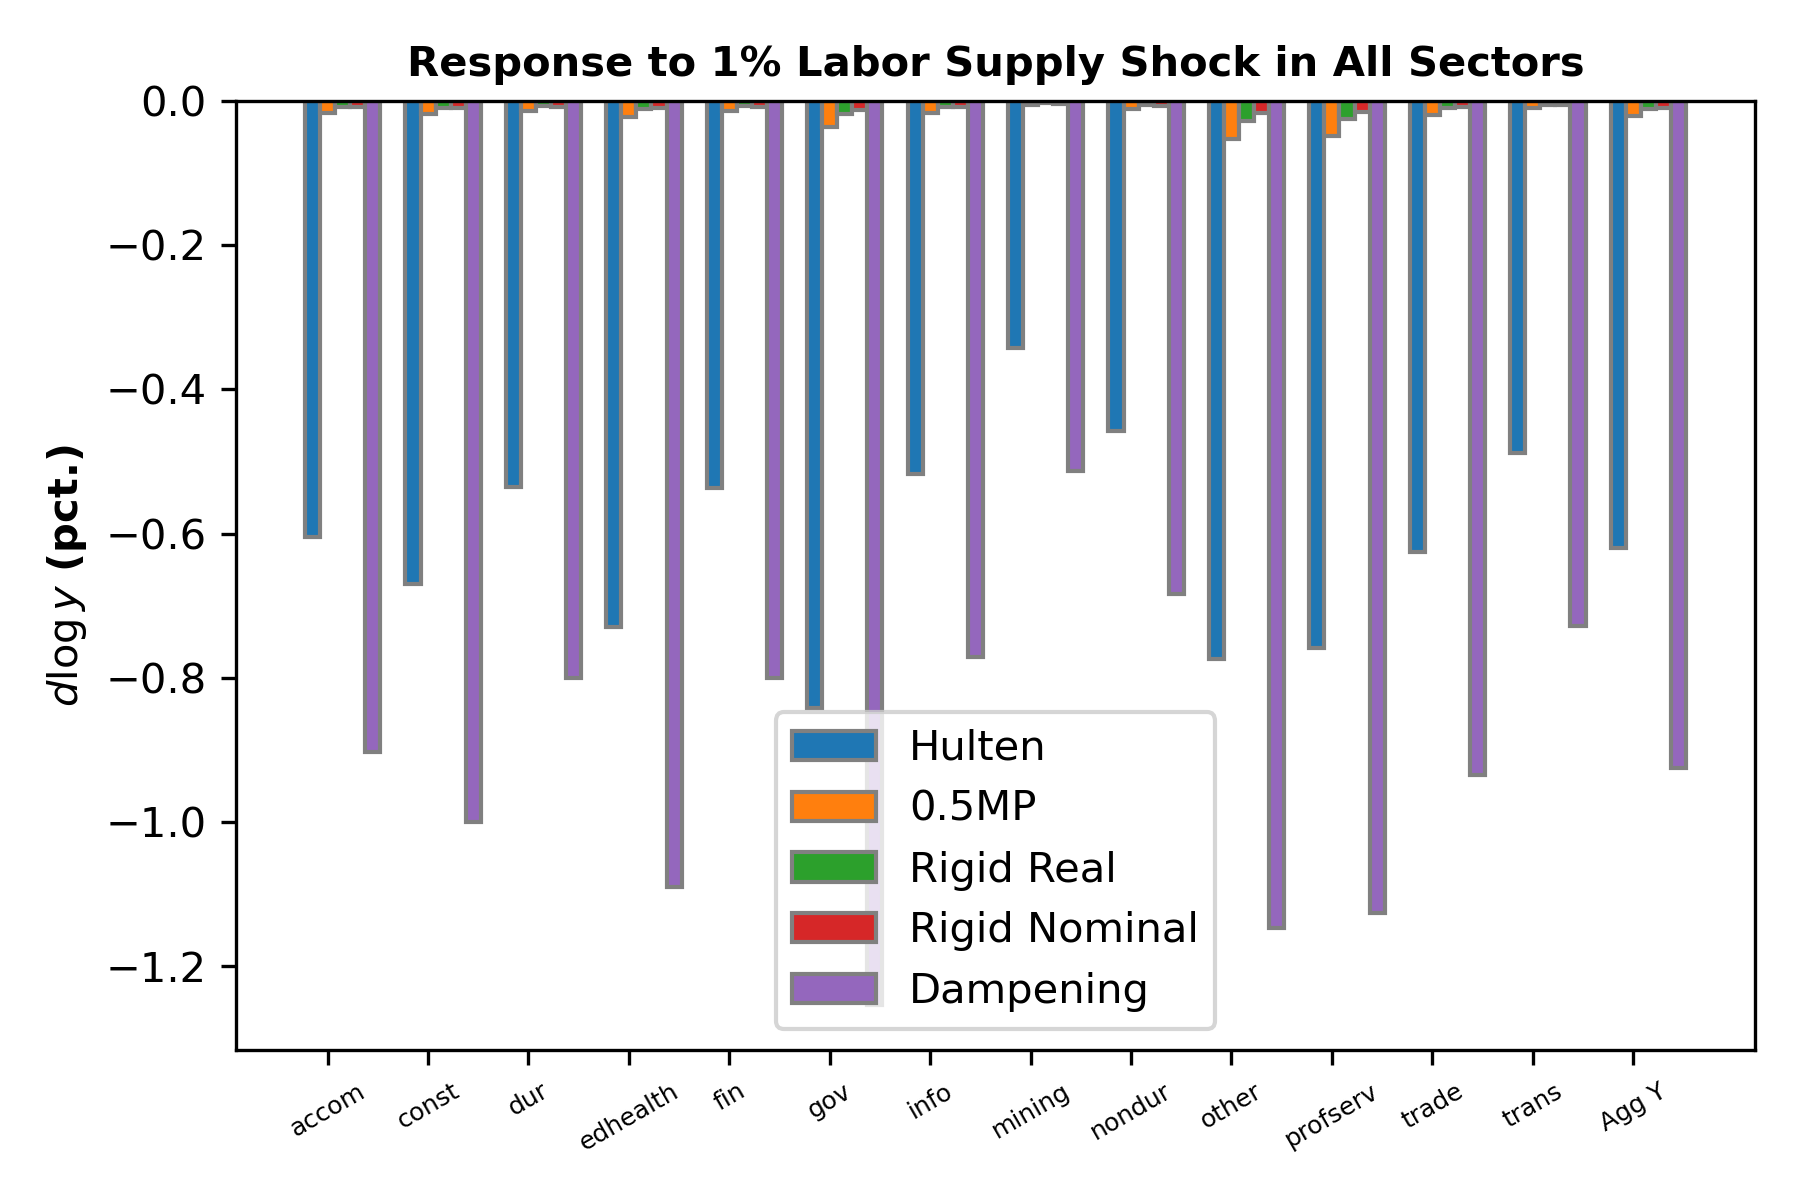 Response to 1% Labor Supply Shock in All Sectors
dlog y (pct.)
0.0
−0.2
−0.4
−0.6
−0.8
−1.0
−1.2
Hulten
0.5MP
Rigid Real
Rigid Nominal
Dampening
accom const dur edhealth fin gov info mining nondur other profserv trade trans Agg Y